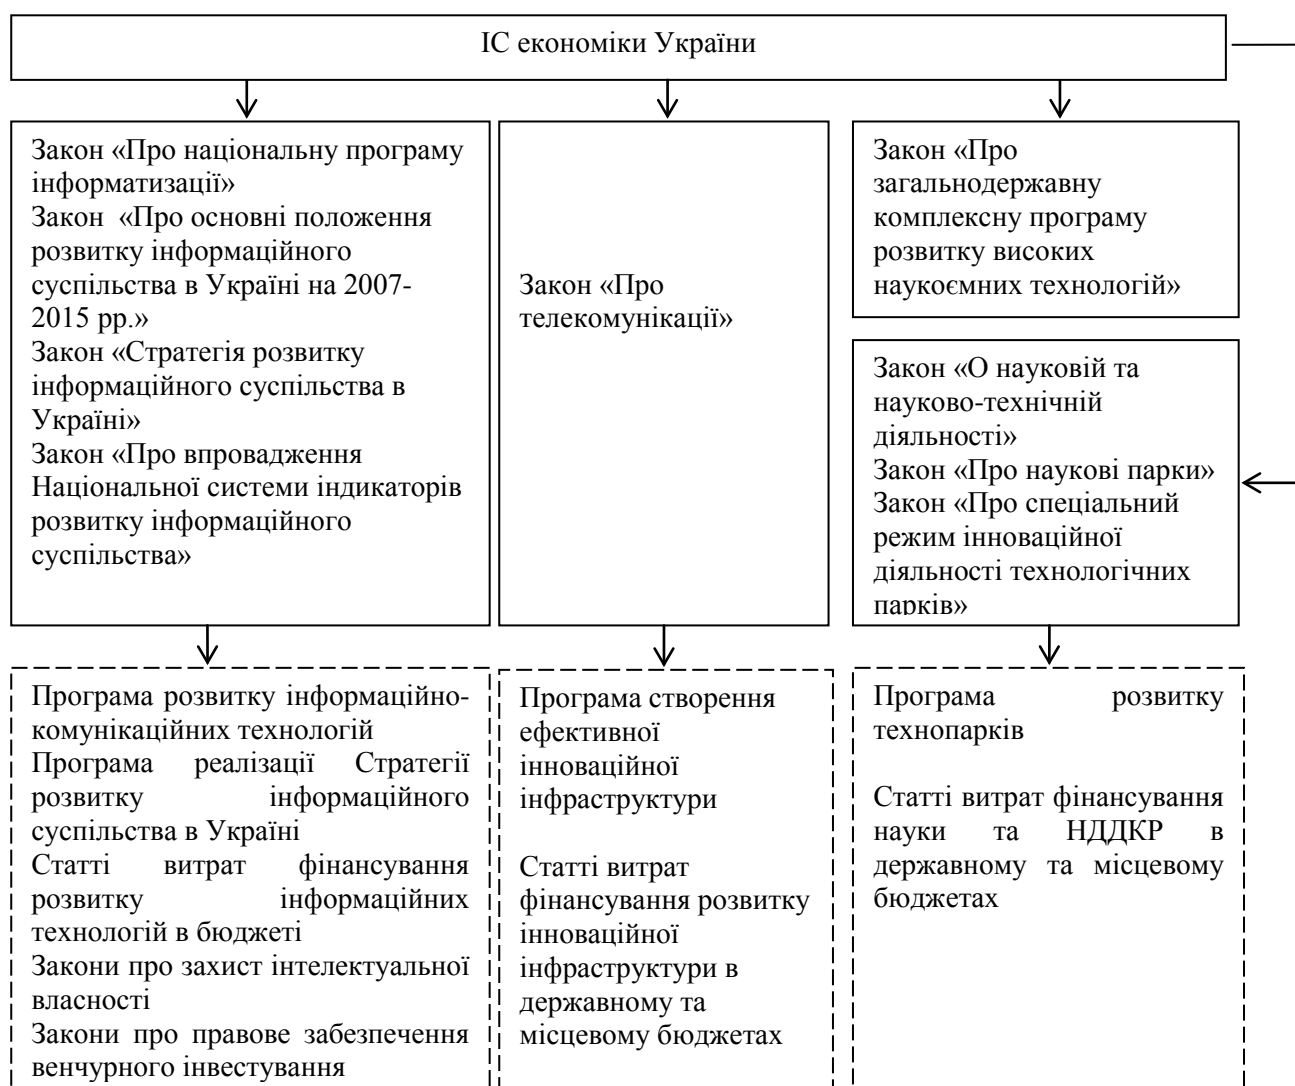 ІС економіки України
Закон «Про національну програму
інформатизації»
Закон «Про основні положення
розвитку інформаційного
суспільства в Україні на 2007-
2015 рр.»
Закон «Стратегія розвитку
інформаційного суспільства в
Україні»
Закон «Про впровадження
Національної системи індикаторів
розвитку інформаційного
суспільства»
Закон «Про
телекомунікації»
Закон «Про
загальнодержавну
комплексну програму
розвитку високих
наукоємних технологій»
Закон «О науковій та
науково-технічній
діяльності»
Закон «Про наукові парки»
Закон «Про спеціальний
режим інноваційної
діяльності технологічних
парків»
Програма розвитку інформаційно-
комунікаційних технологій
Програма реалізації Стратегії
розвитку інформаційного
суспільства в Україні
Статті витрат фінансування
розвитку інформаційних
технологій в бюджеті
Закони про захист інтелектуальної
власності
Закони про правове забезпечення
венчурного інвестування
Програма створення
ефективної
інноваційної
інфраструктури
Статті витрат
фінансування розвитку
інноваційної
інфраструктури в
державному та
місцевому бюджетах
Програма розвитку
технопарків
Статті витрат фінансування
науки та НДДКР в
державному та місцевому
бюджетах